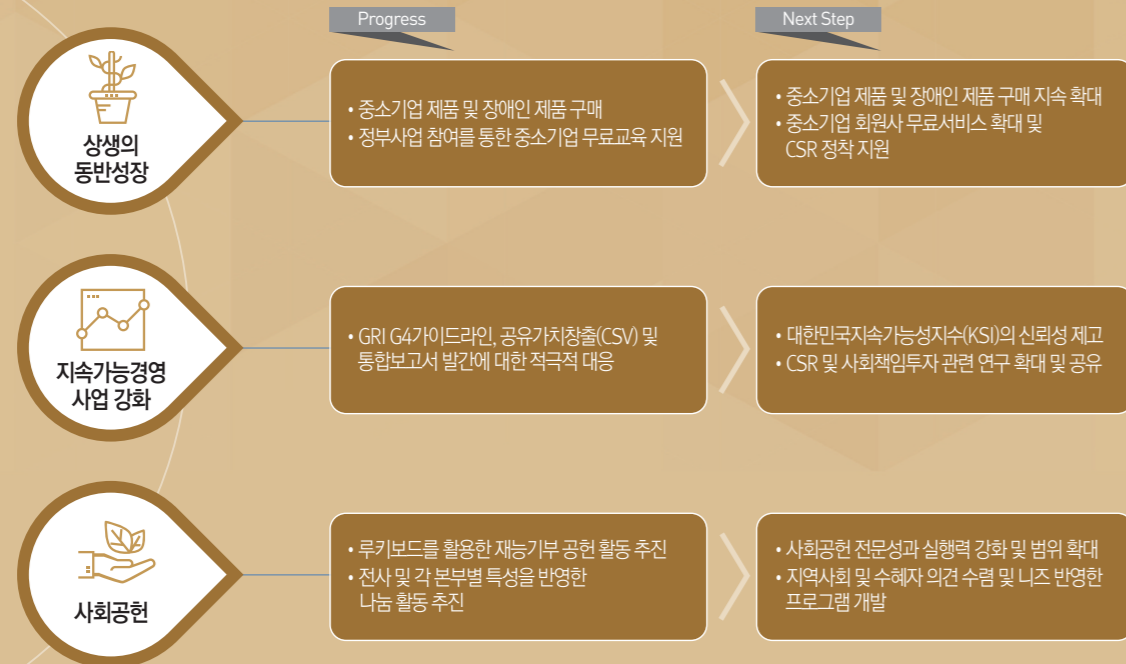 Progress
Next Step
상생의
동반성장
• 중소기업 제품 및 장애인 제품 구매
• 정부사업 참여를 통한 중소기업 무료교육 지원
• 중소기업 제품 및 장애인 제품 구매 지속 확대
• 중소기업 회원사 무료서비스 확대 및
CSR 정착 지원
지속가능경영
사업 강화
• GRI G4가이드라인, 공유가치창출(CSV) 및
통합보고서 발간에 대한 적극적 대응
• 대한민국지속가능성지수(KSI)의 신뢰성 제고
• CSR 및 사회책임투자 관련 연구 확대 및 공유
사회공헌
• 루키보드를 활용한 재능기부 공헌 활동 추진
• 전사 및 각 본부별 특성을 반영한
나눔 활동 추진
• 사회공헌 전문성과 실행력 강화 및 범위 확대
• 지역사회 및 수혜자 의견 수렴 및 니즈 반영한
프로그램 개발